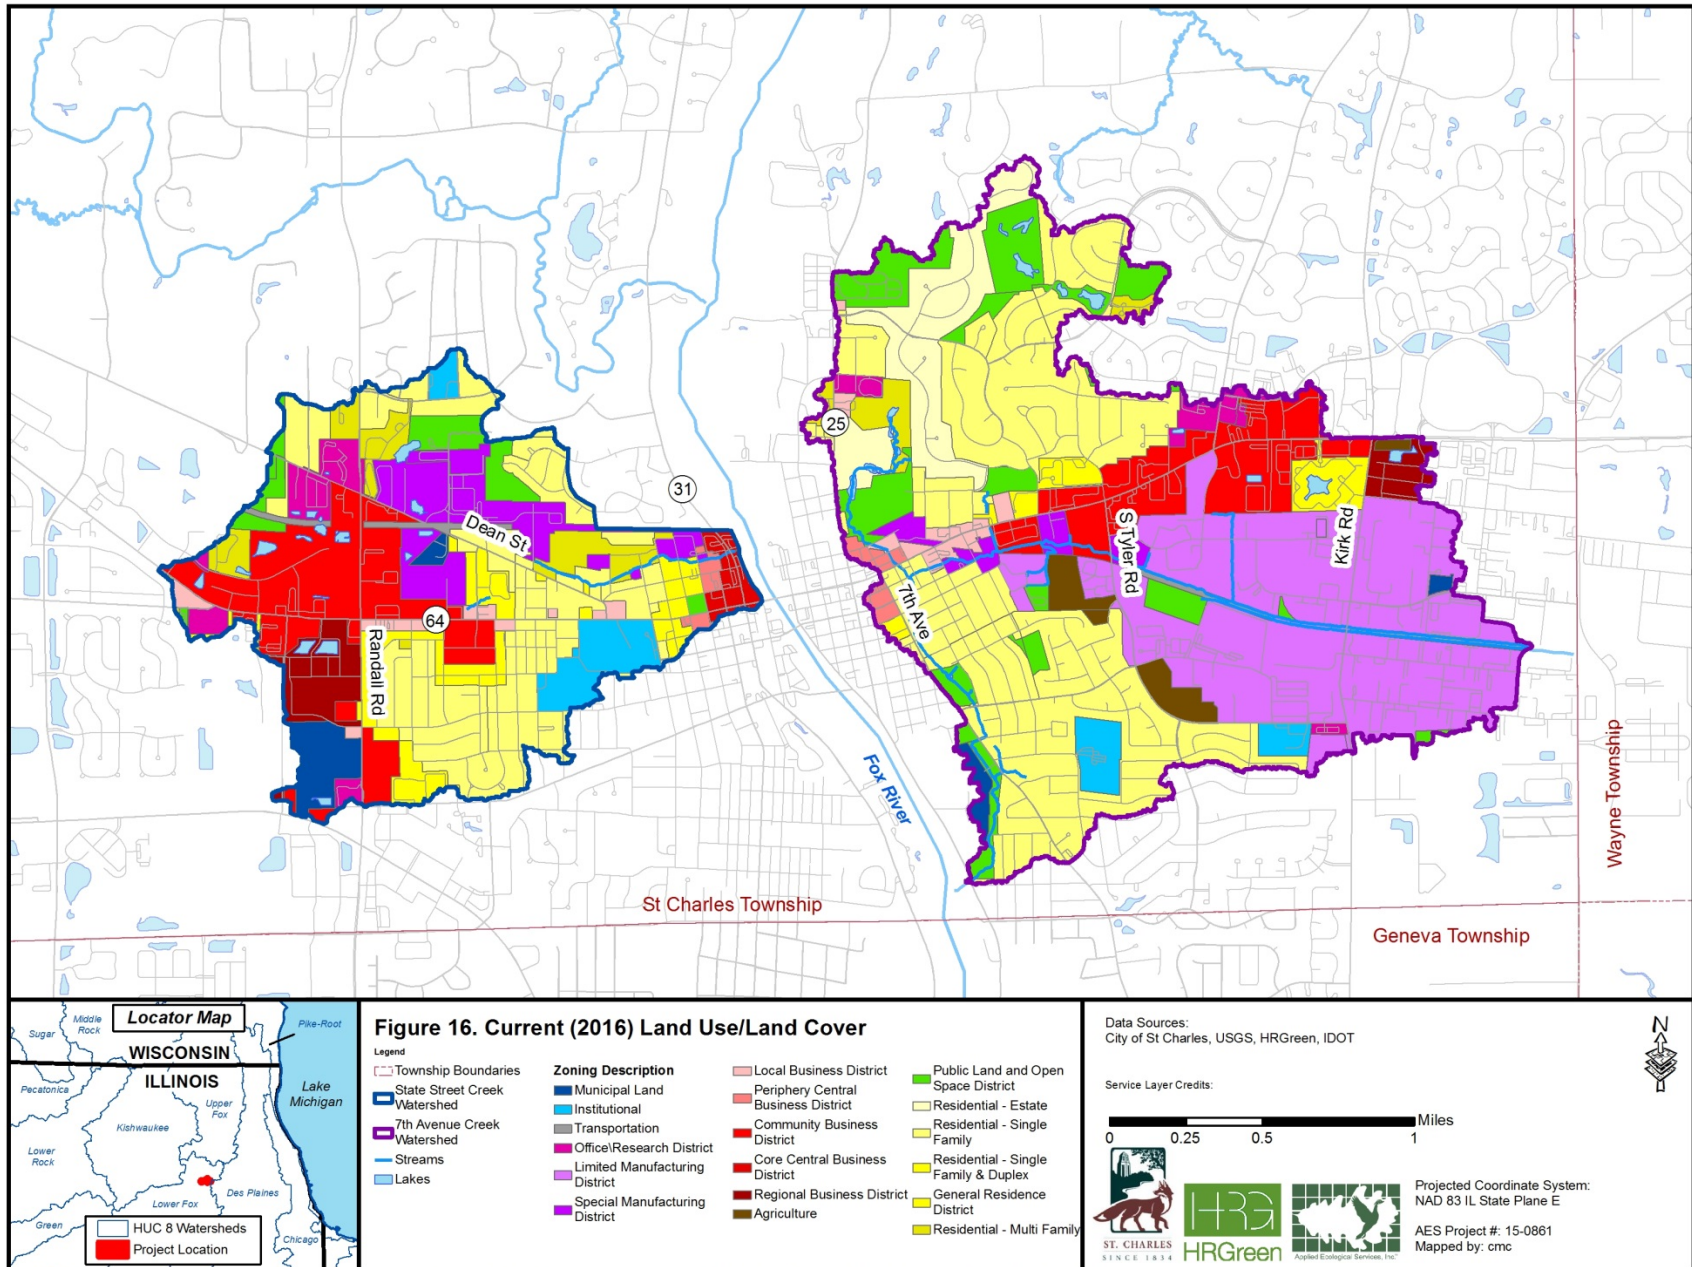 25
31
Dean St
S Tyler Rd
Kirk Rd
7th Ave
64
Randall Rd
Fox River
Wayne Township
St Charles Township
Geneva Township
Locator Map
Sugar
Middle
Rock
Pike-Root
WISCONSIN
ILLINOIS
Pecatonica
Upper
Fox
Lake
Michigan
Kishwaukee
Lower
Rock
Lower Fox
Des Plaines
Green
Chicago
HUC 8 Watersheds
Project Location
Figure 16. Current (2016) Land Use/Land Cover
Legend
Township Boundaries
State Street Creek
Watershed
7th Avenue Creek
Watershed
Streams
Lakes
Zoning Description
Municipal Land
Institutional
Transportation
Office\Research District
Limited Manufacturing
District
Special Manufacturing
District
Local Business District
Periphery Central
Business District
Community Business
District
Core Central Business
District
Regional Business District
Agriculture
Public Land and Open
Space District
Residential - Estate
Residential - Single
Family
Residential - Single
Family & Duplex
General Residence
District
Residential - Multi Family
Data Sources:
City of St Charles, USGS, HRGreen, IDOT
Service Layer Credits:
N
Miles
0 0.25 0.5 1
ST. CHARLES
SINCE 1834
HRG
HRGreen
Applied Ecological Services, Inc.
Projected Coordinate System:
NAD 83 IL State Plane E
AES Project #: 15-0861
Mapped by: cmc